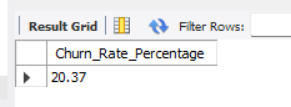 Result Grid Filter Rows:
Churn_Rate_Percentage
20.37